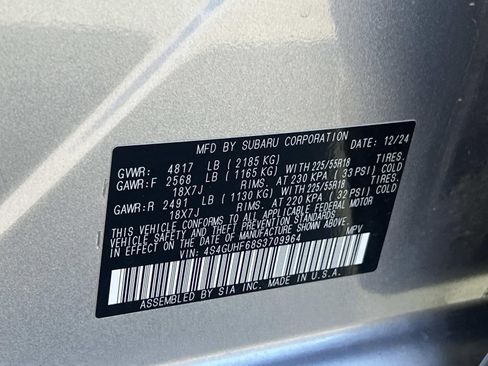 MFD BY SUBARU CORPORATION DATE: 12/24
GVWR: 4817 LB (2185 KG)
GAWR:F 2568 LB (1165 KG) WITH 225/55R18 TIRES.
18X7J RIMS. AT 230 KPA (33 PSI) COLD
GAWR:R 2491 LB (1130 KG) WITH 225/55R18 TIRES.
18X7J RIMS. AT 220 KPA (32 PSI) COLD
THIS VEHICLE CONFORMS TO ALL APPLICABLE FEDERAL MOTOR
VEHICLE SAFETY AND THEFT PREVENTION STANDARDS
IN EFFECT ON THE DATE OF MANUFACTURE SHOWN ABOVE.
VIN: 4S4GUHF68S3709964 MPV
ASSEMBLED BY SIA INC. MADE IN U.S.A.